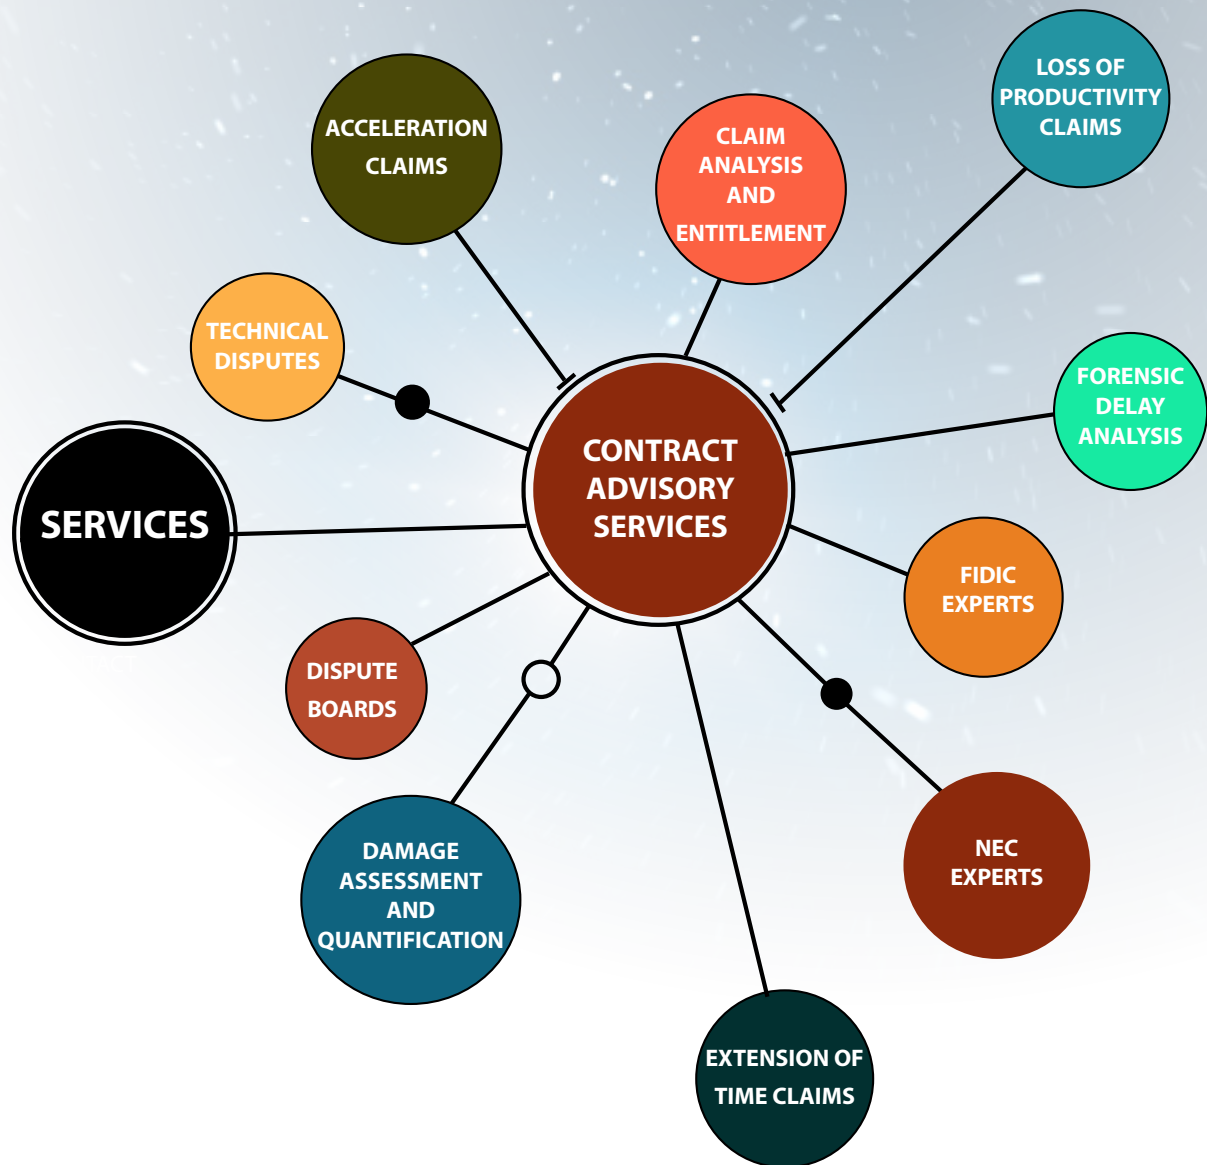 LOSS OF
PRODUCTIVITY
CLAIMS
ACCELERATION
CLAIMS
CLAIM
ANALYSIS
AND
ENTITLEMENT
TECHNICAL
DISPUTES
FORENSIC
DELAY
ANALYSIS
CONTRACT
ADVISORY
SERVICES
SERVICES
FIDIC
EXPERTS
DISPUTE
BOARDS
NEC
EXPERTS
DAMAGE
ASSESSMENT
AND
QUANTIFICATION
EXTENSION OF
TIME CLAIMS